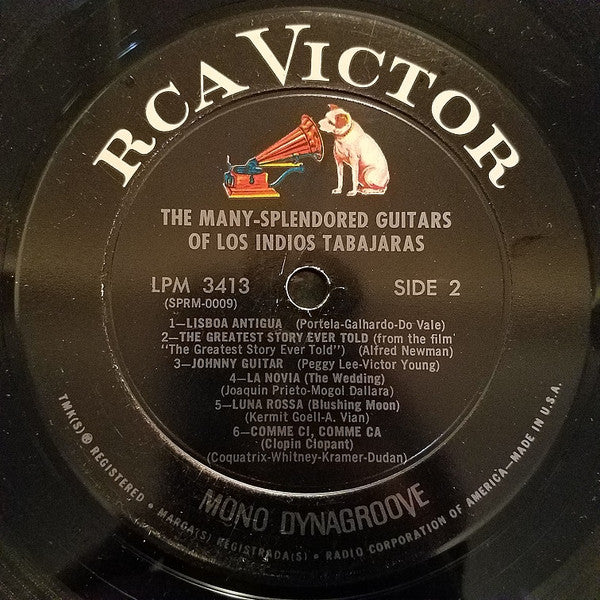 RCA VICTOR
THE MANY-SPLENDORED GUITARS
OF LOS INDIOS TABAJARAS
LPM 3413
(SPRM-0009)
SIDE 2
1—LISBOA ANTIGUA (Portela-Galhardo-Do Vale)
2—THE GREATEST STORY EVER TOLD (from the film
"The Greatest Story Ever Told") (Alfred Newman)
3—JOHNNY GUITAR (Peggy Lee-Victor Young)
4—LA NOVIA (The Wedding)
(Joaquin Prieto-Mogol Dallara)
5—LUNA ROSSA (Blushing Moon)
(Kermit Goell-A. Vian)
6—COMME CI, COMME CA
(Clopin Clopant)
(Coquatrix-Whitney-Kramer-Dudan)
MONO DYNAGROOVE
TMK(S) ® REGISTERED • MARCA(S) REGISTRADA(S) • RADIO CORPORATION OF AMERICA—MADE IN U.S.A.